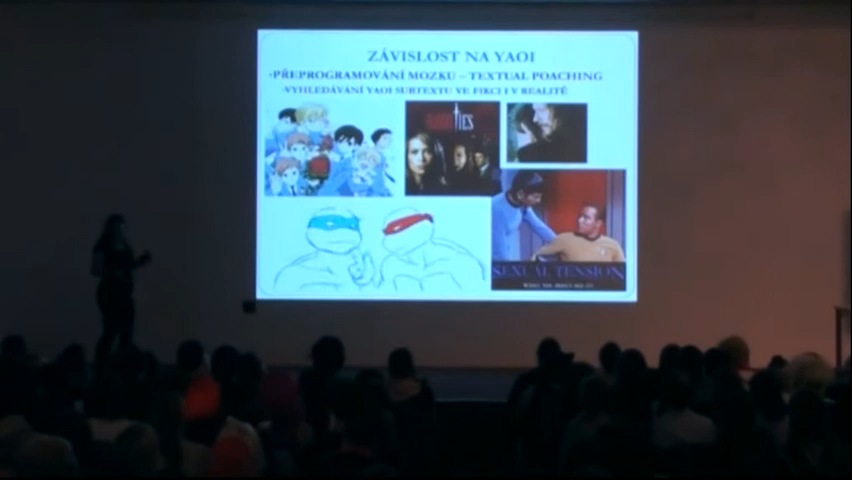 ZÁVISLOST NA YAOI
-PŘEPROGRAMOVÁNÍ MOZKU – TEXTUAL POACHING
-VYHLEDÁVÁNÍ YAOI SUBTEXTU VE FIKCI I V REALITĚ
TIES
SEXUAL TENSION